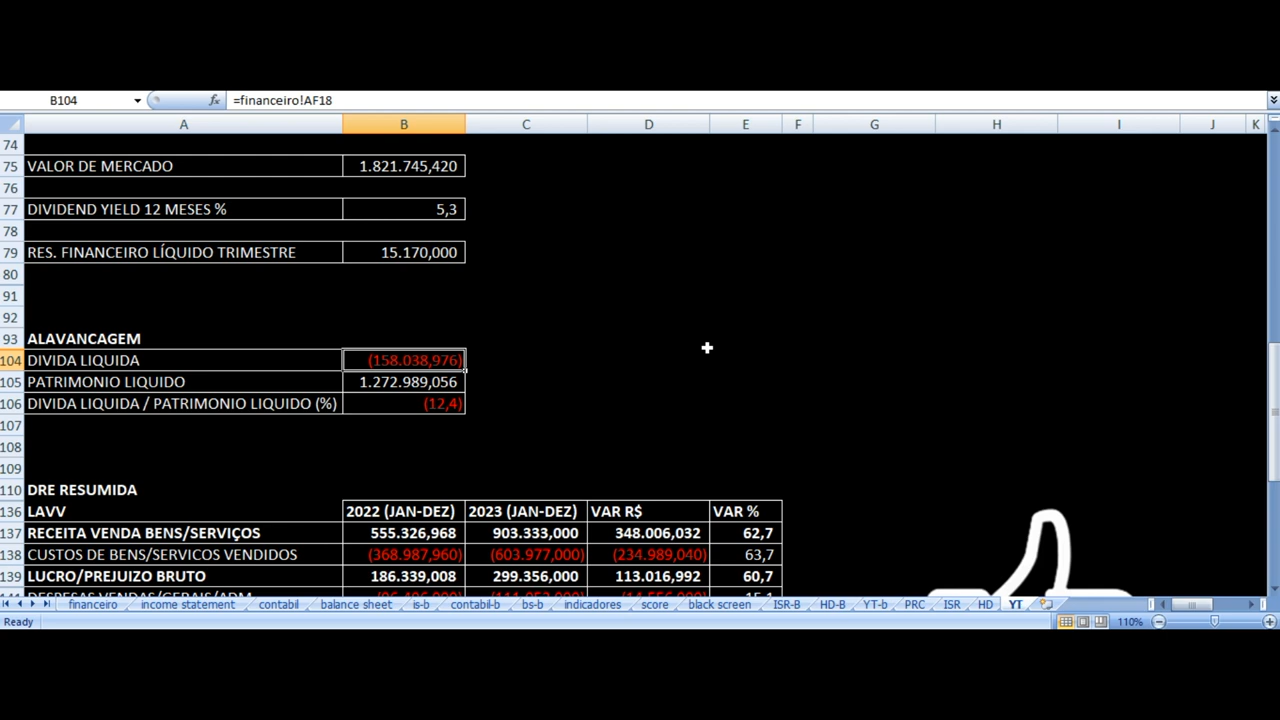 B104 fx =financeiro!AF18
A B C D E F G H I J K
74
75 VALOR DE MERCADO 1.821.745,420
76
77 DIVIDEND YIELD 12 MESES % 5,3
78
79 RES. FINANCEIRO LÍQUIDO TRIMESTRE 15.170,000
80
91
92
93 ALAVANCAGEM
104 DIVIDA LIQUIDA (158.038,976)
105 PATRIMONIO LIQUIDO 1.272.989,056
106 DIVIDA LIQUIDA / PATRIMONIO LIQUIDO (%) (12,4)
107
108
109
110 DRE RESUMIDA
136 LAVV 2022 (JAN-DEZ) 2023 (JAN-DEZ) VAR R$ VAR %
137 RECEITA VENDA BENS/SERVIÇOS 555.326,968 903.333,000 348.006,032 62,7
138 CUSTOS DE BENS/SERVICOS VENDIDOS (368.987,960) (603.977,000) (234.989,040) 63,7
139 LUCRO/PREJUIZO BRUTO 186.339,008 299.356,000 113.016,992 60,7
DESPESAS VENDAS/GERAIS/ADM
financeiro income statement contabil balance sheet is-b contabil-b bs-b indicadores score black screen ISR-B HD-B YT-b PRC ISR HD YT
Ready 110%